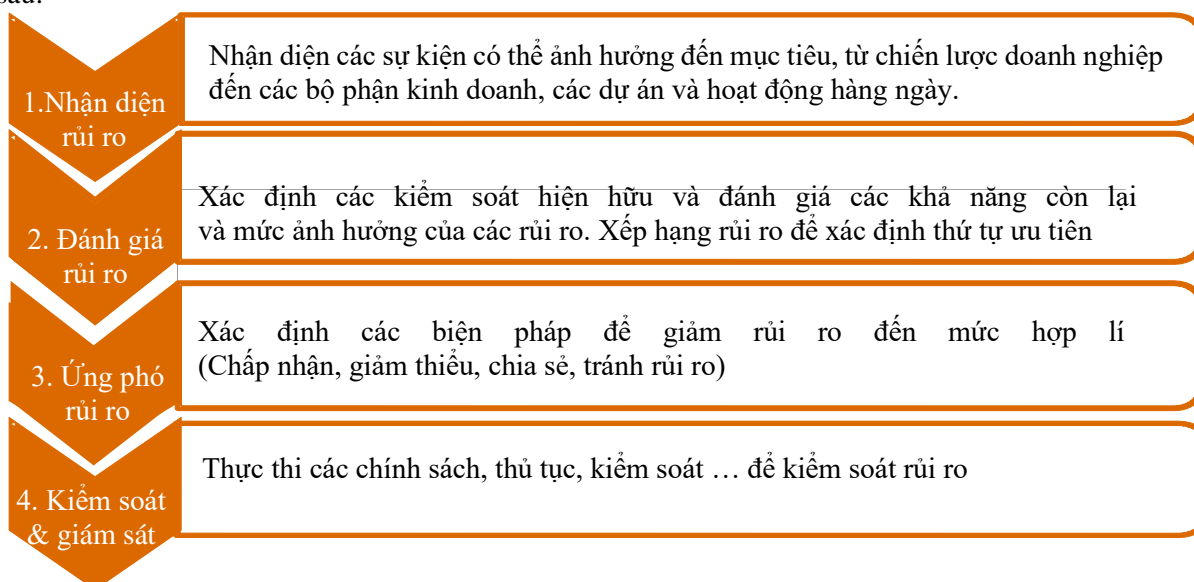 Nhận diện các sự kiện có thể ảnh hưởng đến mục tiêu, từ chiến lược doanh nghiệp
đến các bộ phận kinh doanh, các dự án và hoạt động hàng ngày.
1.Nhận diện
rủi ro
Xác định các kiểm soát hiện hữu và đánh giá các khả năng còn lại
và mức ảnh hưởng của các rủi ro. Xếp hạng rủi ro để xác định thứ tự ưu tiên
2. Đánh giá
rủi ro
Xác định các biện pháp để giảm rủi ro đến mức hợp lí
(Chấp nhận, giảm thiểu, chia sẻ, tránh rủi ro)
3. Ứng phó
rủi ro
Thực thi các chính sách, thủ tục, kiểm soát … để kiểm soát rủi ro
4. Kiểm soát
& giám sát